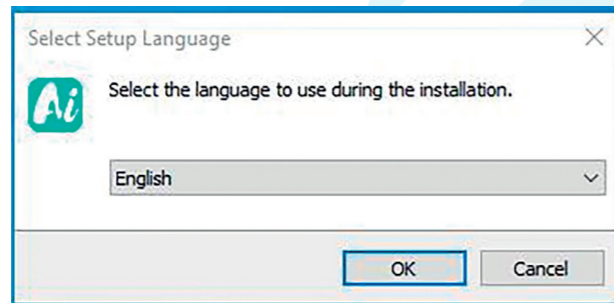 Select Setup Language
Ai
Select the language to use during the installation.
English
OK
Cancel